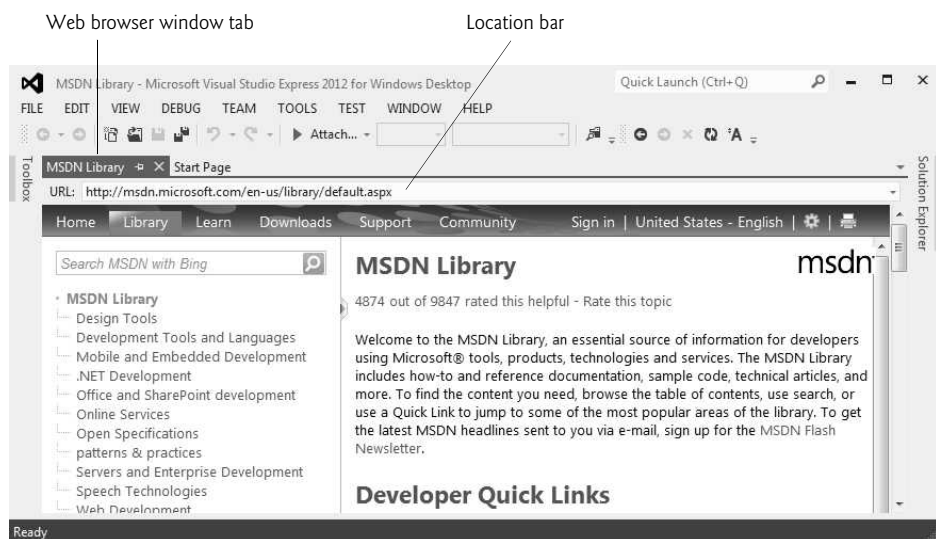 Web browser window tab
Location bar
MSDN Library - Microsoft Visual Studio Express 2012 for Windows Desktop
Quick Launch (Ctrl+Q)
FILE EDIT VIEW DEBUG TEAM TOOLS TEST WINDOW HELP
Attach...
Toolbox
MSDN Library Start Page
Solution Explorer
URL: http://msdn.microsoft.com/en-us/library/default.aspx
Home Library Learn Downloads Support Community Sign in | United States - English |
Search MSDN with Bing
MSDN Library
Design Tools
Development Tools and Languages
Mobile and Embedded Development
.NET Development
Office and SharePoint development
Online Services
Open Specifications
patterns & practices
Servers and Enterprise Development
Speech Technologies
Web Development
MSDN Library
msdn
4874 out of 9847 rated this helpful - Rate this topic
Welcome to the MSDN Library, an essential source of information for developers
using Microsoft® tools, products, technologies and services. The MSDN Library
includes how-to and reference documentation, sample code, technical articles, and
more. To find the content you need, browse the table of contents, use search, or
use a Quick Link to jump to some of the most popular areas of the library. To get
the latest MSDN headlines sent to you via e-mail, sign up for the MSDN Flash
Newsletter.
Developer Quick Links
Ready